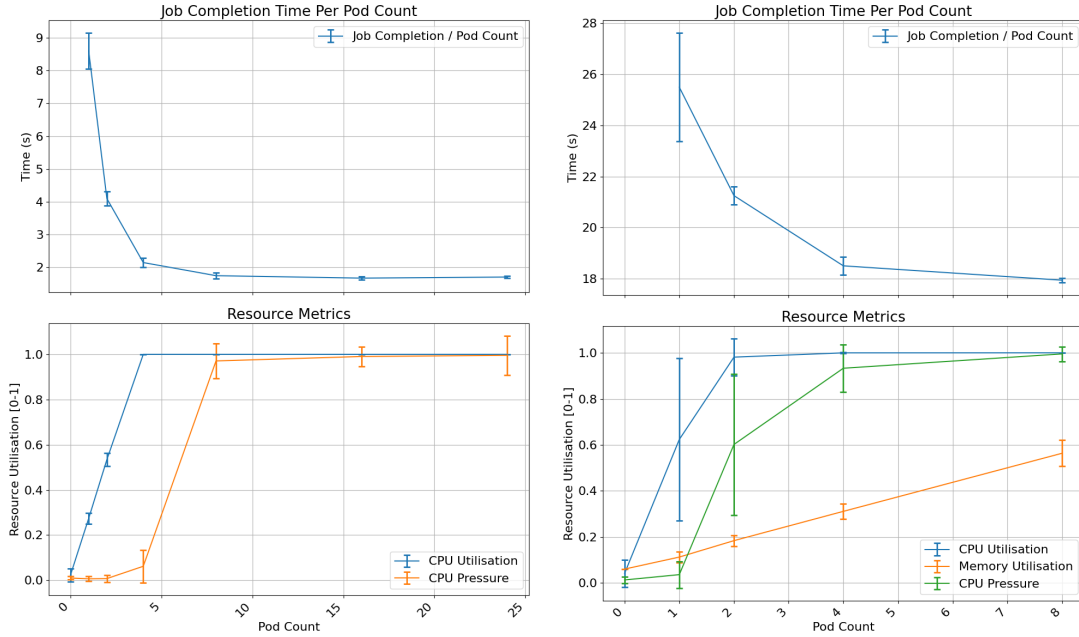 Job Completion Time Per Pod Count
Job Completion / Pod Count
Time (s)
9
8
7
6
5
4
3
2
Resource Metrics
Resource Utilisation [0-1]
1.0
0.8
0.6
0.4
0.2
0.0
CPU Utilisation
CPU Pressure
0
5
10
15
20
25
Pod Count
Job Completion Time Per Pod Count
Job Completion / Pod Count
Time (s)
28
26
24
22
20
18
Resource Metrics
Resource Utilisation [0-1]
1.0
0.8
0.6
0.4
0.2
0.0
CPU Utilisation
Memory Utilisation
CPU Pressure
0
1
2
3
4
5
6
7
8
Pod Count